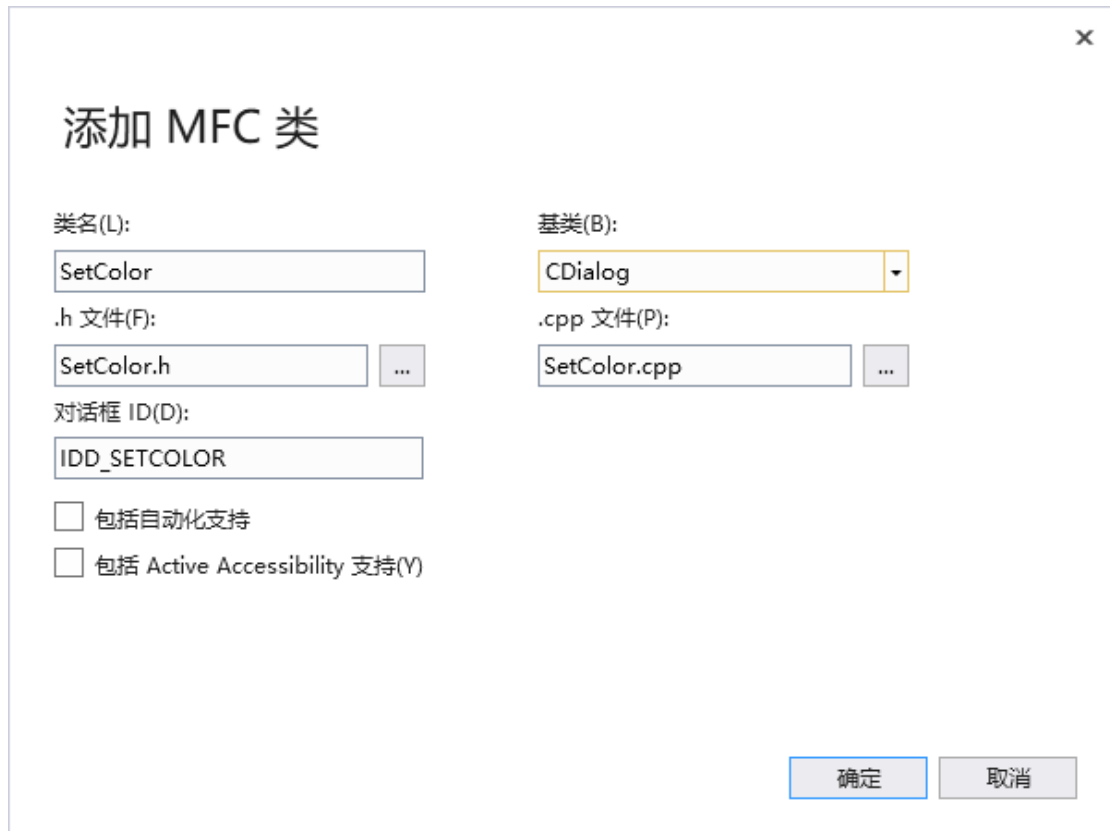 添加 MFC 类
类名(L):
基类(B):
SetColor
CDialog
.h 文件(F):
.cpp 文件(P):
SetColor.h
...
SetColor.cpp
...
对话框 ID(D):
IDD_SETCOLOR
包括自动化支持
包括 Active Accessibility 支持(Y)
确定
取消